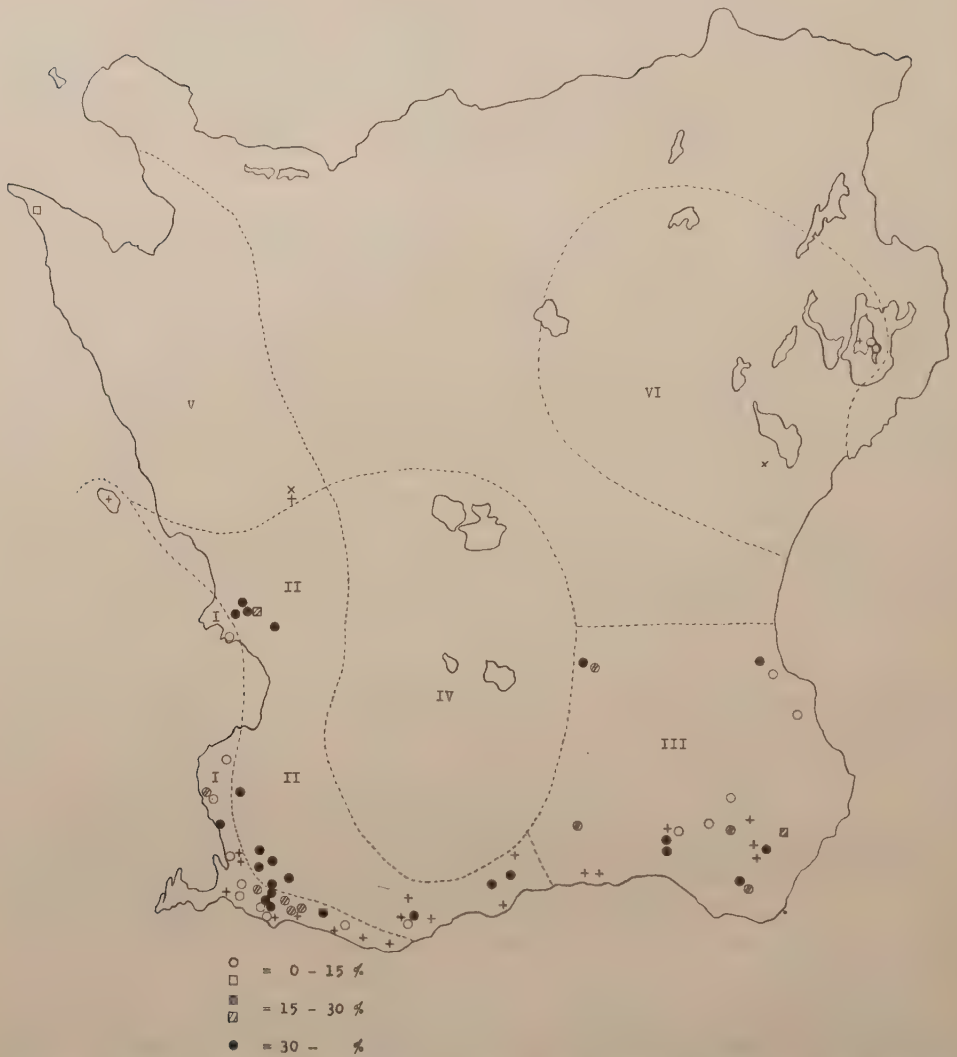 V
VI
I
II
IV
III
I
II
= 0 - 15 %
= 15 - 30 %
= 30 - %